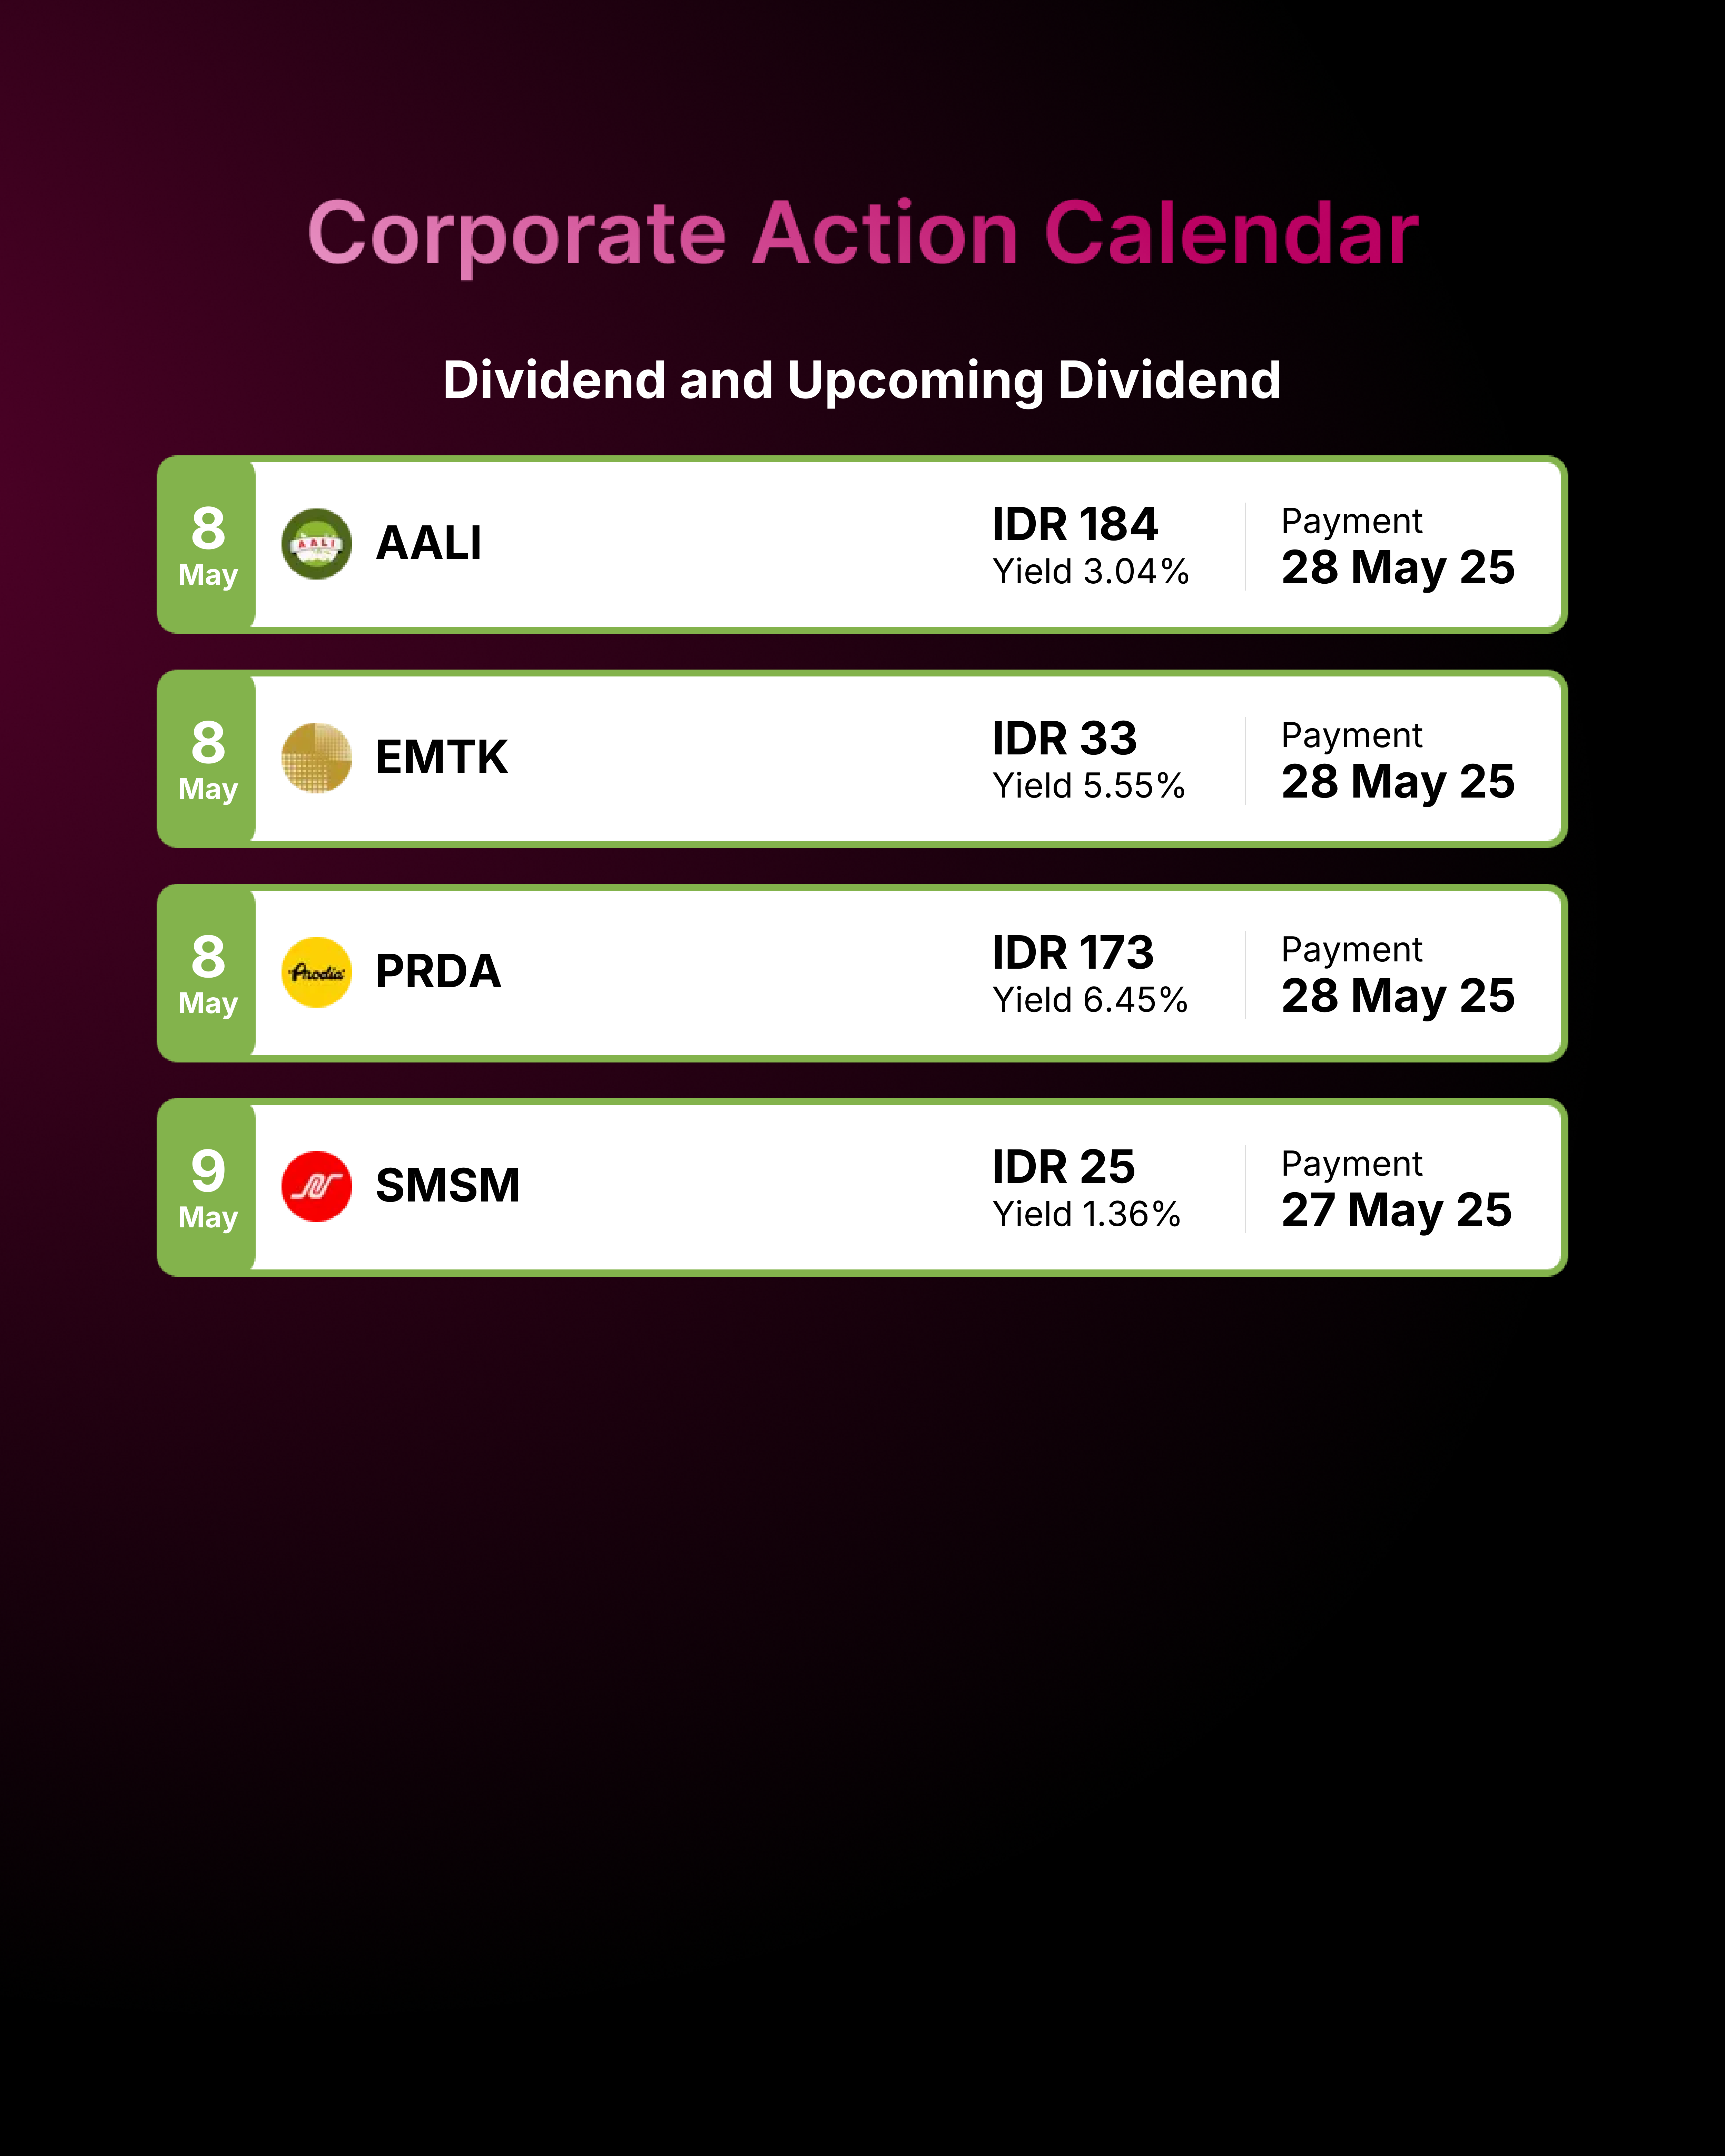 Corporate Action Calendar
Dividend and Upcoming Dividend
8
May
AALI
AALI
IDR 184
Yield 3.04%
Payment
28 May 25
8
May
EMTK
IDR 33
Yield 5.55%
Payment
28 May 25
8
May
Prodia
PRDA
IDR 173
Yield 6.45%
Payment
28 May 25
9
May
SMSM
IDR 25
Yield 1.36%
Payment
27 May 25